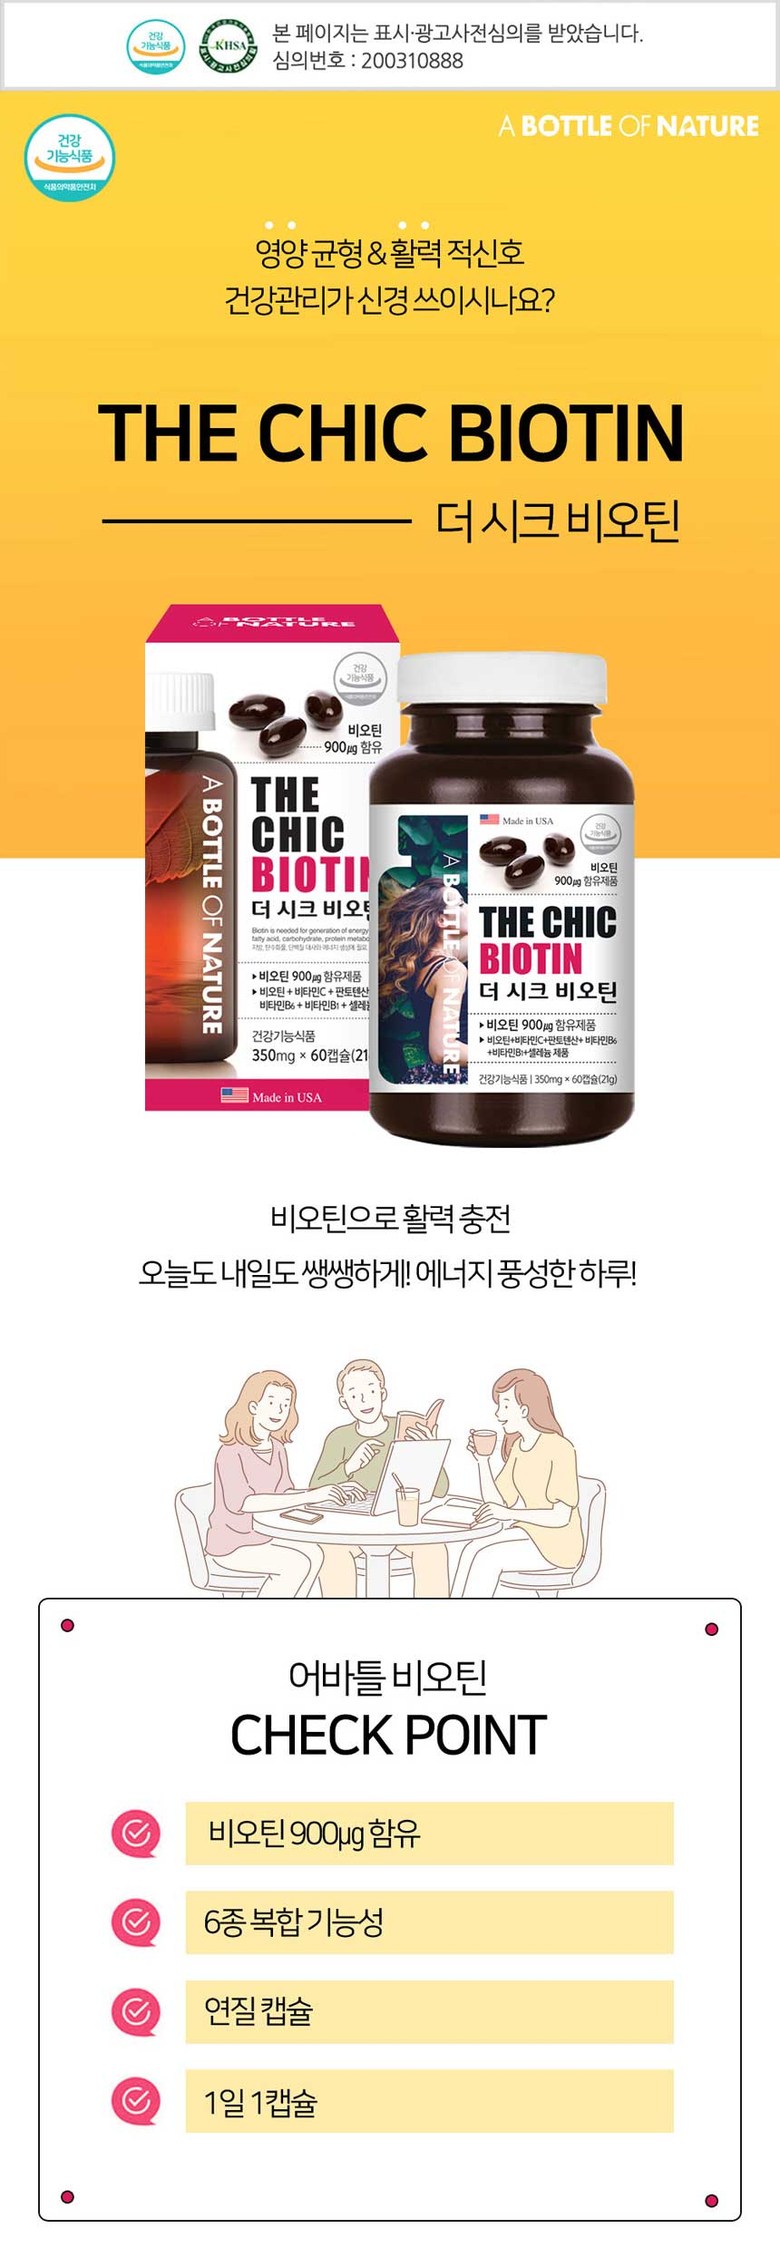 건강
기능식품
식품의약품안전처
KHSA
본 페이지는 표시·광고사전심의를 받았습니다.
심의번호 : 200310888
건강
기능식품
식품의약품안전처
A BOTTLE OF NATURE
영양 균형 & 활력 적신호
건강관리가 신경 쓰이시나요?
THE CHIC BIOTIN
더 시크 비오틴
A BOTTLE
OF NATURE
건강
기능식품
비오틴
900㎍ 함유
A BOTTLE OF NATURE
THE
CHIC
BIOTI
더 시크 비오
Biotin is needed for generation of energy
fatty acid, carbohydrate, protein metabo
▸ 비오틴 900㎍ 함유제품
▸ 비오틴 + 비타민C + 판토텐산
비타민B6 + 비타민B1 + 셀레
건강기능식품
350mg × 60캡슐(21
Made in USA
Made in USA
건강
기능식품
비오틴
900㎍ 함유제품
A BOTTLE OF NATURE
THE CHIC
BIOTIN
더 시크 비오틴
▸ 비오틴 900㎍ 함유제품
▸ 비오틴+비타민C+판토텐산+ 비타민B6
+비타민B1+셀레늄 제품
건강기능식품 | 350mg × 60캡슐(21g)
비오틴으로 활력 충전
오늘도 내일도 쌩쌩하게! 에너지 풍성한 하루!
어바틀 비오틴
CHECK POINT
비오틴 900μg 함유
6종 복합 기능성
연질 캡슐
1일 1캡슐